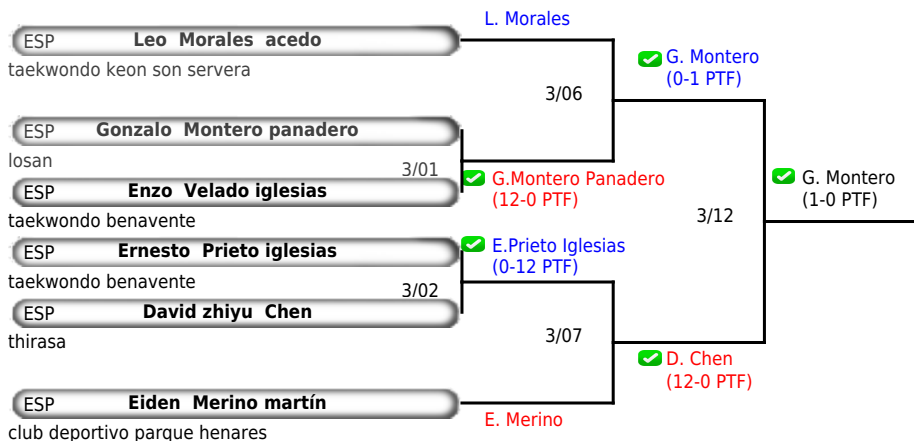 L. Morales
ESP Leo Morales acedo
taekwondo keon son servera
G. Montero
(0-1 PTF)
3/06
ESP Gonzalo Montero panadero
losan
3/01
G.Montero Panadero
(12-0 PTF)
ESP Enzo Velado iglesias
taekwondo benavente
G. Montero
(1-0 PTF)
3/12
ESP Ernesto Prieto iglesias
taekwondo benavente
E.Prieto Iglesias
(0-12 PTF)
3/02
ESP David zhiyu Chen
thirasa
3/07
D. Chen
(12-0 PTF)
ESP Eiden Merino martín
club deportivo parque henares
E. Merino